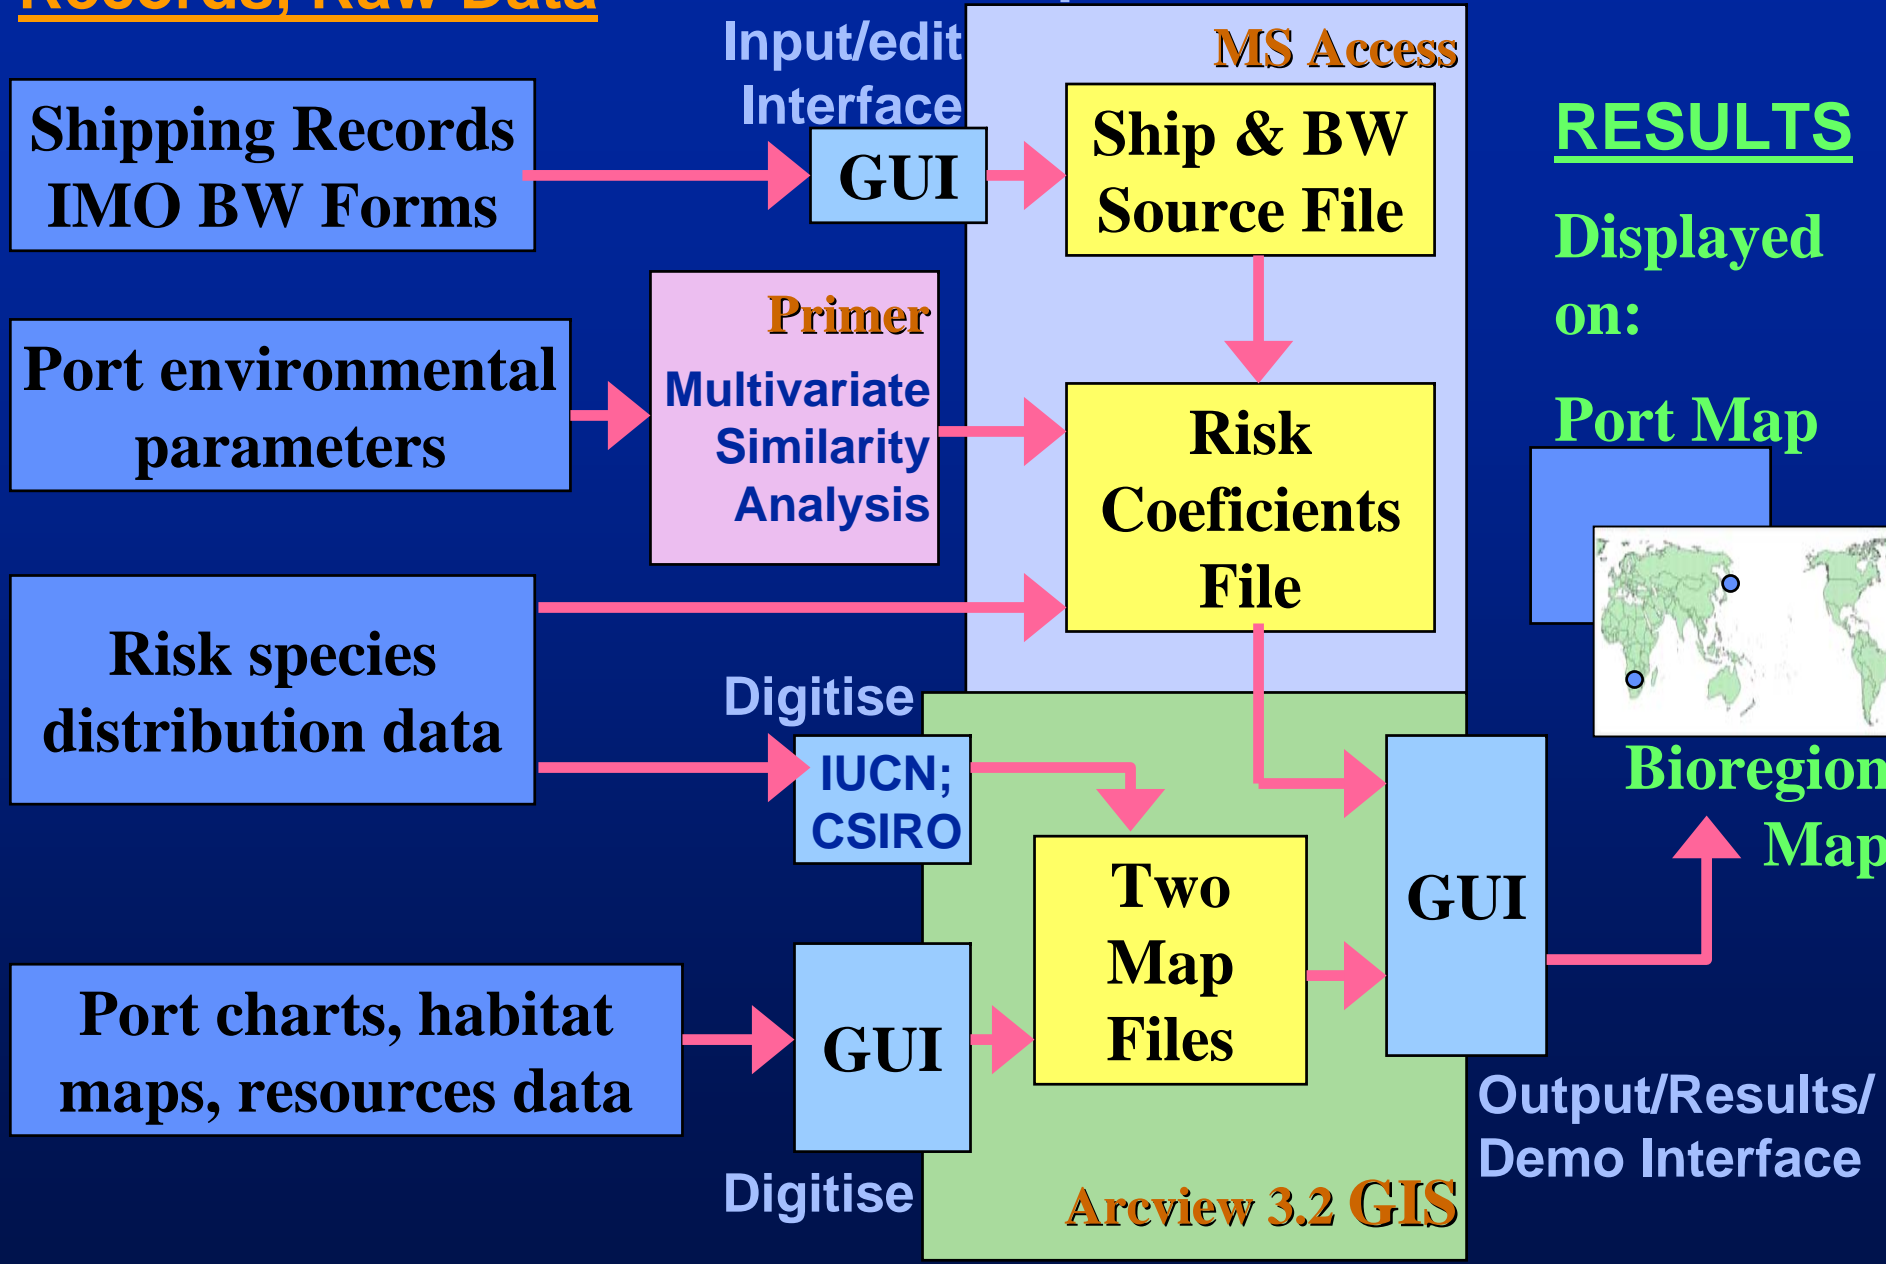 Records, Raw Data
Input/edit
Interface
MS Access
Shipping Records
IMO BW Forms
GUI
Ship & BW
Source File
RESULTS
Displayed
on:
Port Map
Port environmental
parameters
Primer
Multivariate
Similarity
Analysis
Risk
Coeficients
File
Risk species
distribution data
Digitise
IUCN;
CSIRO
Two
Map
Files
GUI
Bioregion
Map
Port charts, habitat
maps, resources data
GUI
Digitise
Arcview 3.2 GIS
Output/Results/
Demo Interface